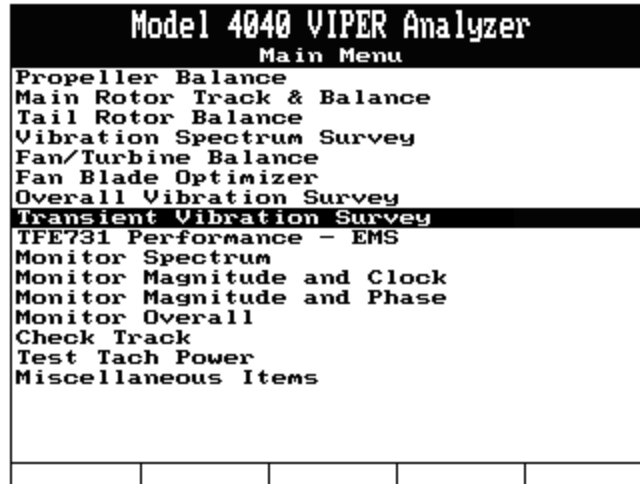 Model 4040 VIPER Analyzer
Main Menu
Propeller Balance
Main Rotor Track & Balance
Tail Rotor Balance
Vibration Spectrum Survey
Fan/Turbine Balance
Fan Blade Optimizer
Overall Vibration Survey
Transient Vibration Survey
TFE731 Performance - EMS
Monitor Spectrum
Monitor Magnitude and Clock
Monitor Magnitude and Phase
Monitor Overall
Check Track
Test Tach Power
Miscellaneous Items